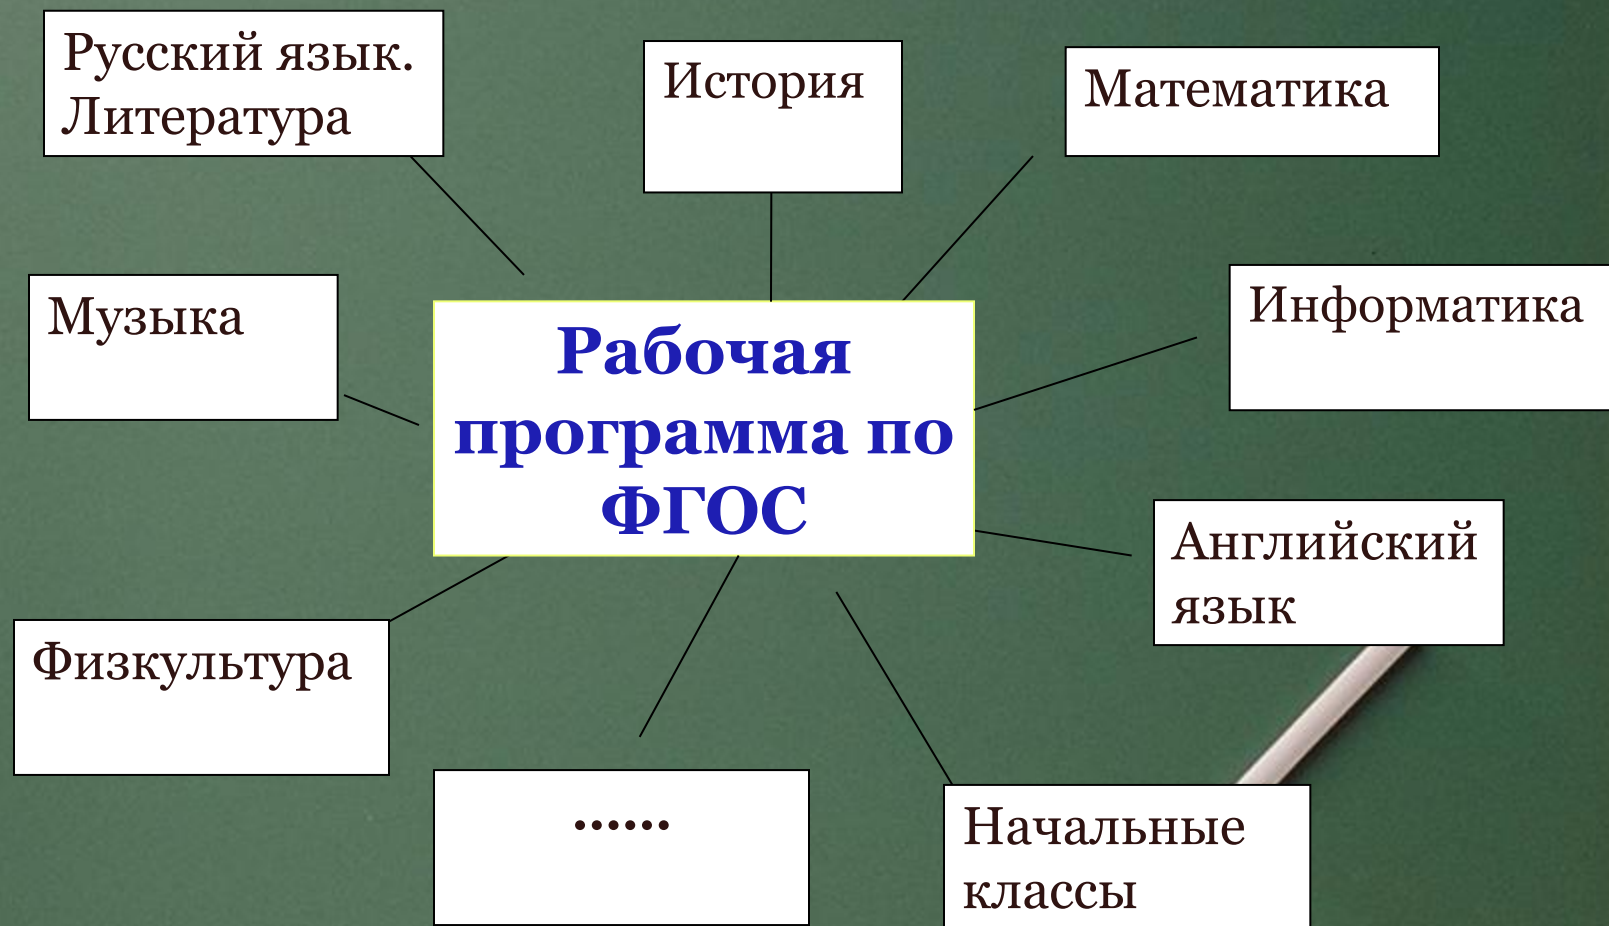 Русский язык.
Литература
История
Математика
Музыка
Рабочая
программа по
ФГОС
Информатика
Английский
язык
Физкультура
......
Начальные
классы